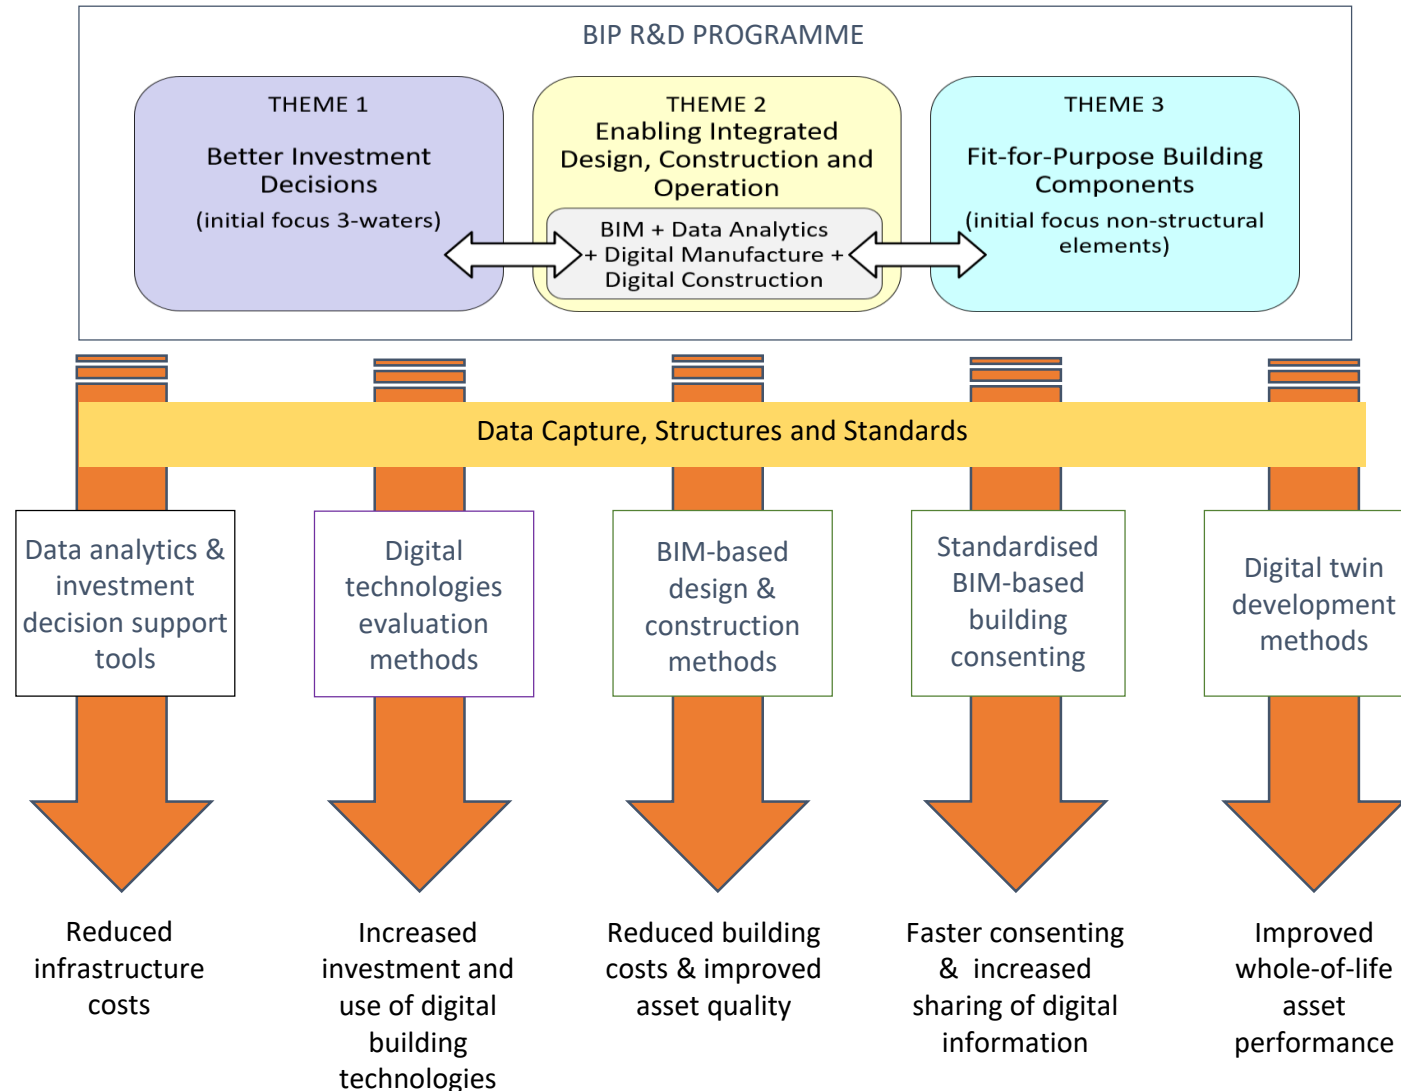 BIP R&D PROGRAMME
THEME 1
Better Investment
Decisions
(initial focus 3-waters)
THEME 2
Enabling Integrated
Design, Construction and
Operation
BIM + Data Analytics
+ Digital Manufacture +
Digital Construction
THEME 3
Fit-for-Purpose Building
Components
(initial focus non-structural
elements)
Data Capture, Structures and Standards
Data analytics &
investment
decision support
tools
Digital
technologies
evaluation
methods
BIM-based
design &
construction
methods
Standardised
BIM-based
building
consenting
Digital twin
development
methods
Reduced
infrastructure
costs
Increased
investment and
use of digital
building
technologies
Reduced building
costs & improved
asset quality
Faster consenting
& increased
sharing of digital
information
Improved
whole-of-life
asset
performance